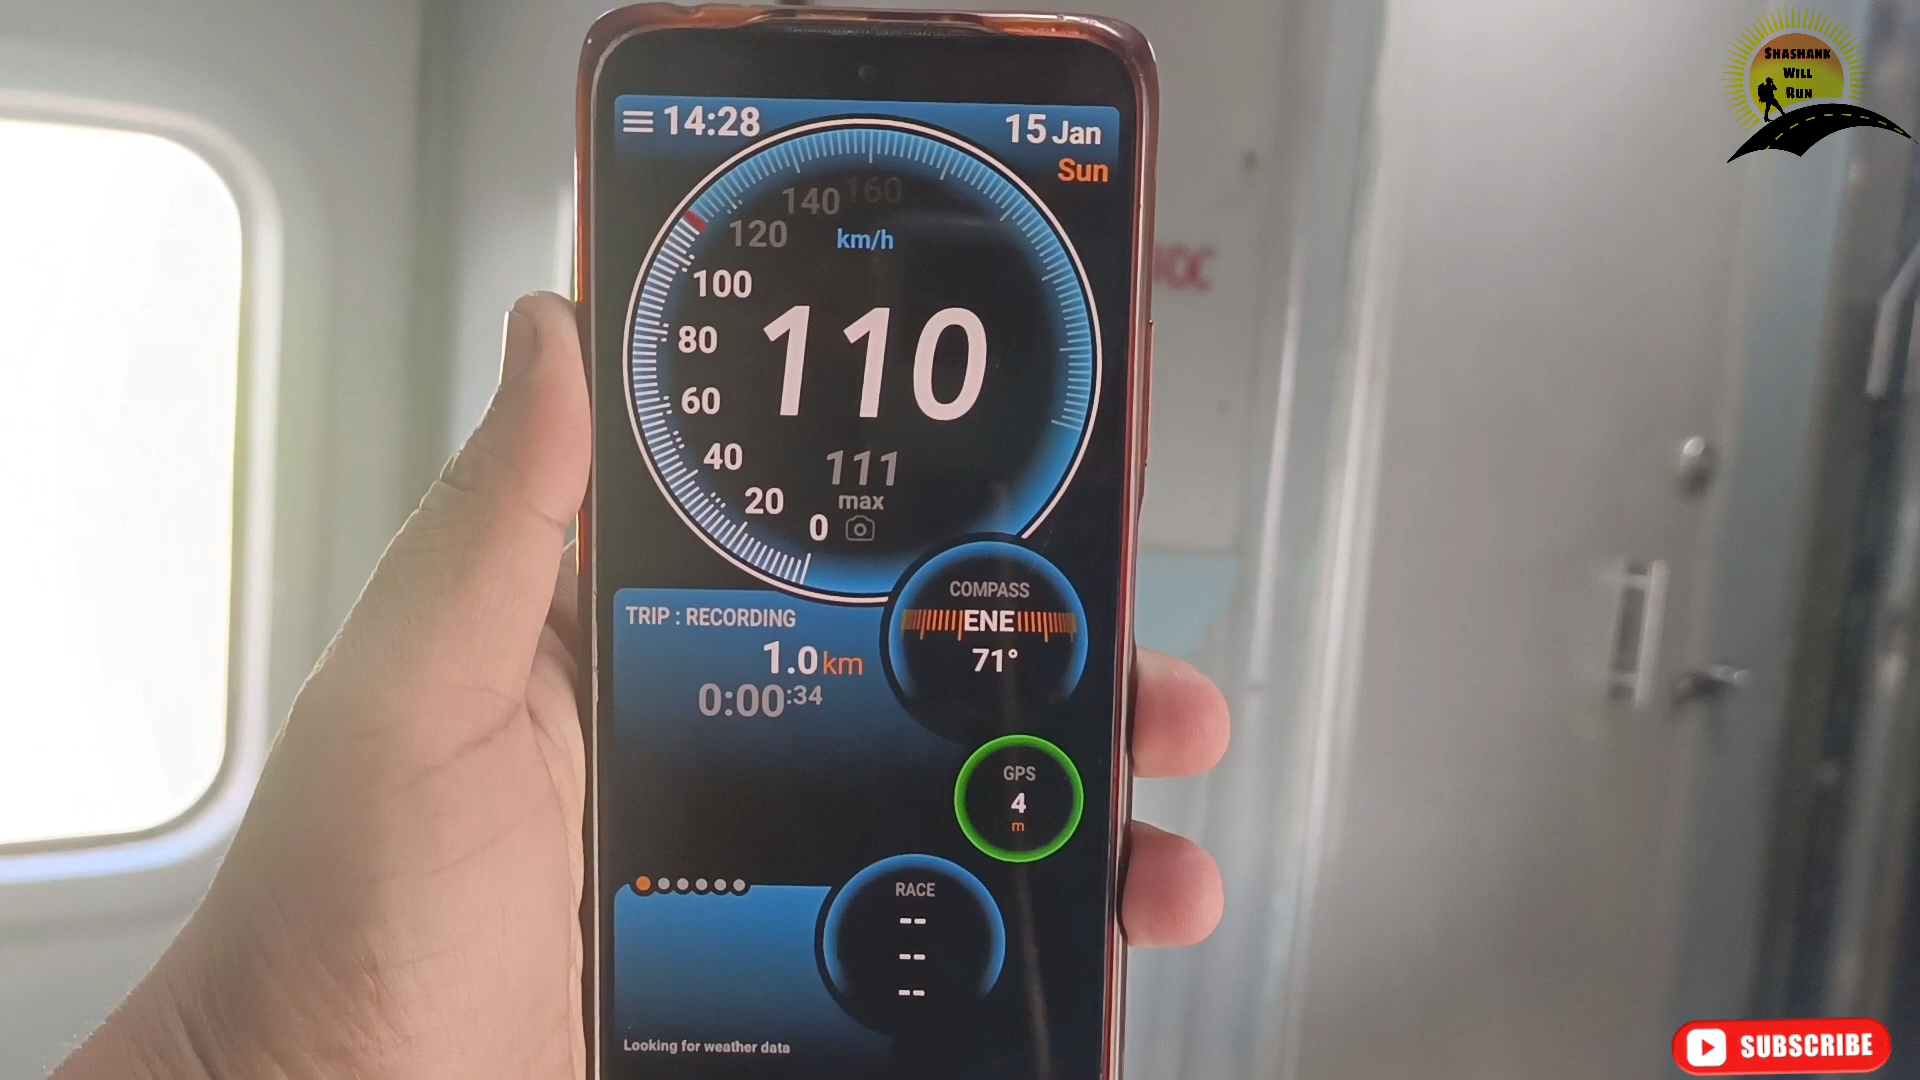 SHASHANK
WILL
RUN
14:28
15 Jan
Sun
160
140
120
km/h
100
110
80
60
40
111
20
max
0
COMPASS
ENE
71°
TRIP : RECORDING
1.0 km
0:00:34
GPS
4
m
RACE
--
--
--
Looking for weather data
SUBSCRIBE